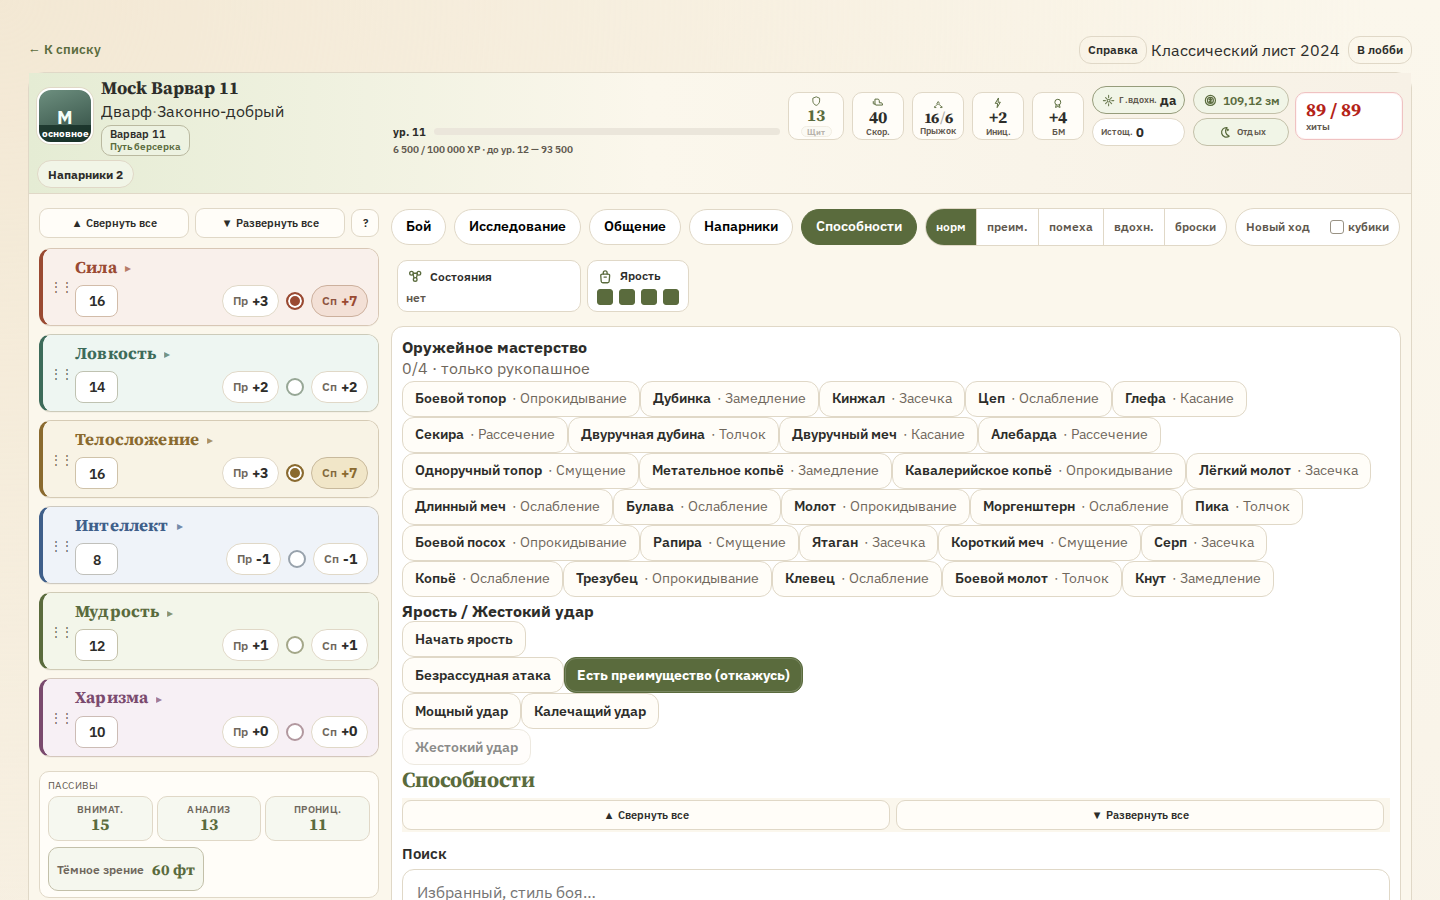 ← К списку
Справка Классический лист 2024 В лобби
М
основное
Mock Варвар 11
Дварф·Законно-добрый
Варвар 11
Путь берсерка
Напарники 2
ур. 11
6 500 / 100 000 XP · до ур. 12 — 93 500
13
Щит
40
Скор.
16/6
Прыжок
+2
Иниц.
+4
БМ
Г.вдохн. да
Истощ. 0
109,12 зм
Отдых
89 / 89
хиты
▲ Свернуть все
▼ Развернуть все
?
Сила ▸
16 Пр +3 Сп +7
Ловкость ▸
14 Пр +2 Сп +2
Телосложение ▸
16 Пр +3 Сп +7
Интеллект ▸
8 Пр -1 Сп -1
Мудрость ▸
12 Пр +1 Сп +1
Харизма ▸
10 Пр +0 Сп +0
ПАССИВЫ
ВНИМАТ. АНАЛИЗ ПРОНИЦ.
15 13 11
Тёмное зрение 60 фт
Бой Исследование Общение Напарники Способности норм преим. помеха вдохн. броски Новый ход кубики
Состояния
нет
Ярость
Оружейное мастерство
0/4 · только рукопашное
Боевой топор · Опрокидывание Дубинка · Замедление Кинжал · Засечка Цеп · Ослабление Глефа · Касание
Секира · Рассечение Двуручная дубина · Толчок Двуручный меч · Касание Алебарда · Рассечение
Одноручный топор · Смущение Метательное копьё · Замедление Кавалерийское копьё · Опрокидывание Лёгкий молот · Засечка
Длинный меч · Ослабление Булава · Ослабление Молот · Опрокидывание Моргенштерн · Ослабление Пика · Толчок
Боевой посох · Опрокидывание Рапира · Смущение Ятаган · Засечка Короткий меч · Смущение Серп · Засечка
Копьё · Ослабление Трезубец · Опрокидывание Клевец · Ослабление Боевой молот · Толчок Кнут · Замедление
Ярость / Жестокий удар
Начать ярость
Безрассудная атака Есть преимущество (откажусь)
Мощный удар Калечащий удар
Жестокий удар
Способности
▲ Свернуть все ▼ Развернуть все
Поиск
Избранный, стиль боя...